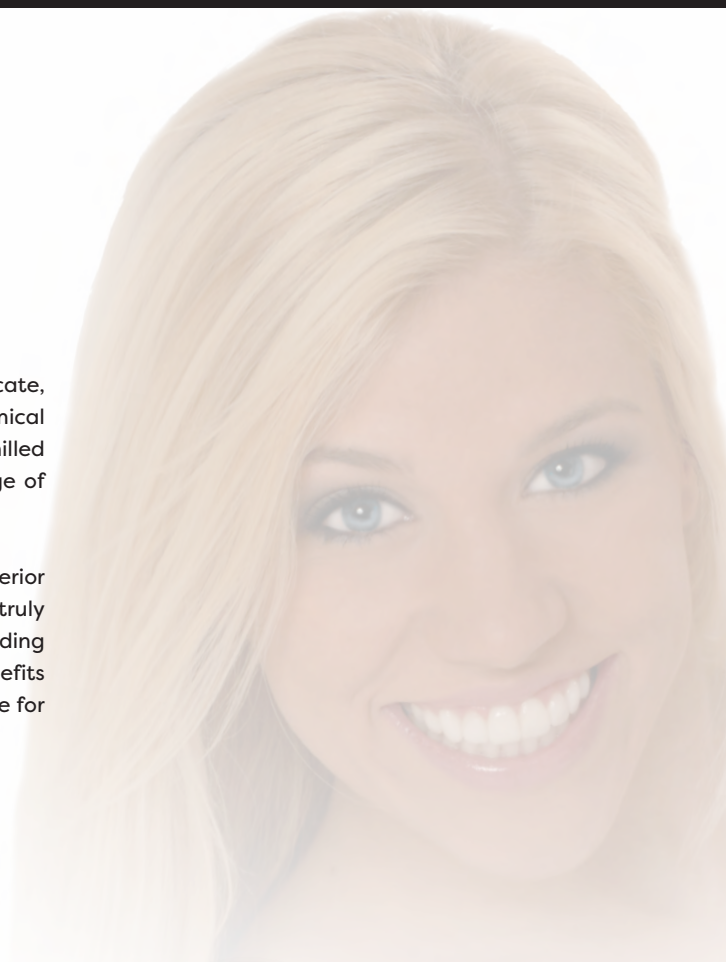 cate,
nical
illed
ge of
erior
truly
ding
efits
e for